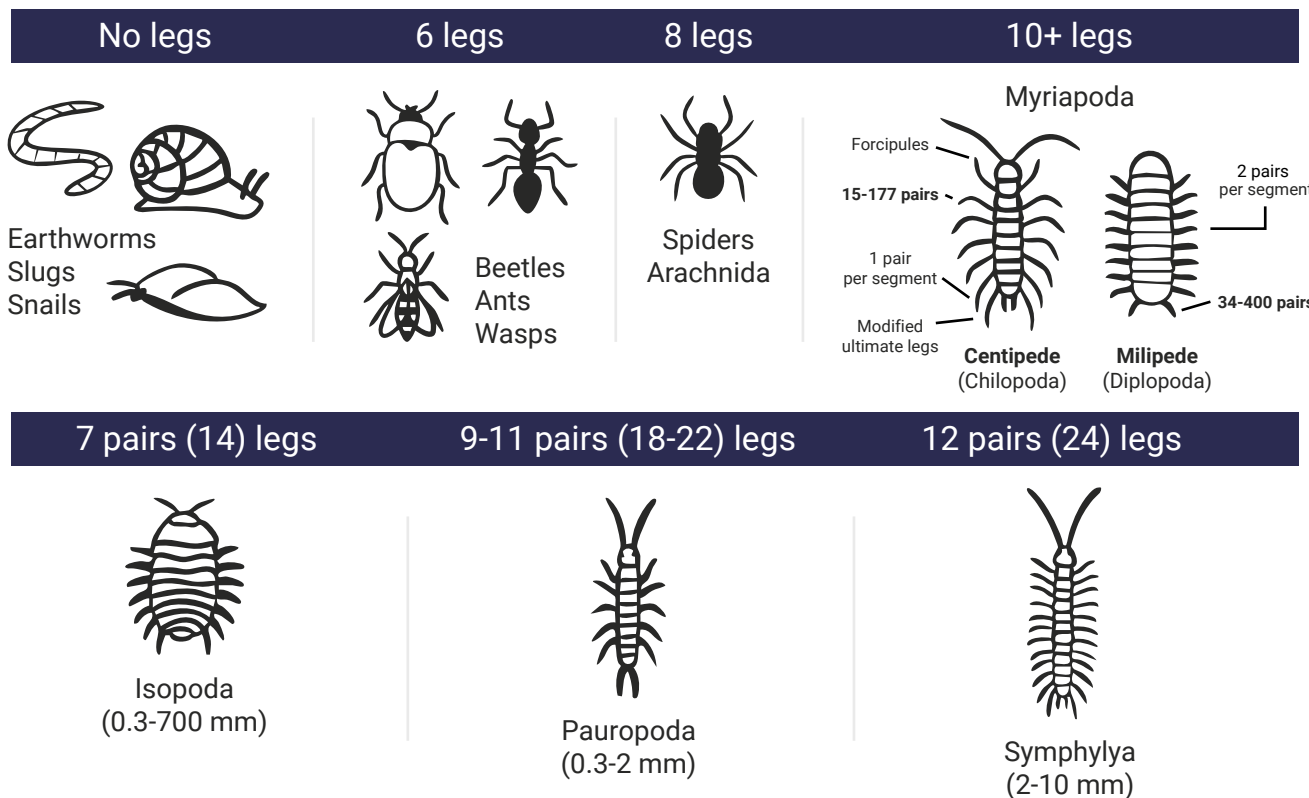 No legs
6 legs
8 legs
10+ legs
Earthworms
Slugs
Snails
Beetles
Ants
Wasps
Spiders
Arachnida
Myriapoda
Forcipules
15-177 pairs
1 pair
per segment
Modified
ultimate legs
Centipede
(Chilopoda)
2 pairs
per segment
34-400 pairs
Milipede
(Diplopoda)
7 pairs (14) legs
9-11 pairs (18-22) legs
12 pairs (24) legs
Isopoda
(0.3-700 mm)
Pauropoda
(0.3-2 mm)
Symphylya
(2-10 mm)